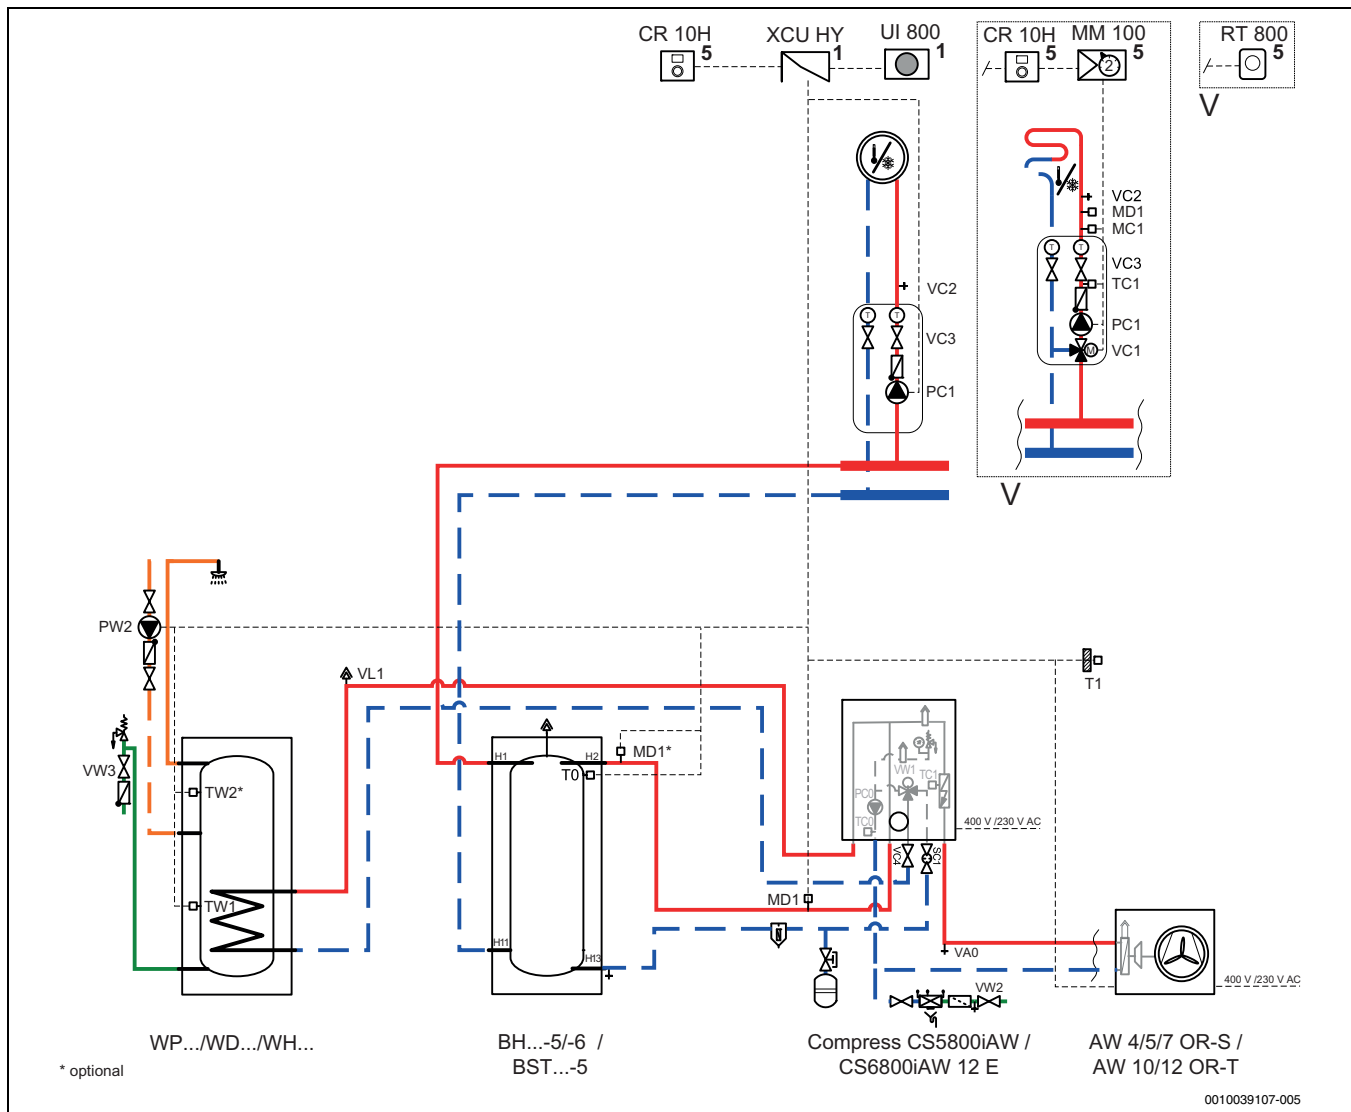 CR 10H
5
XCU HY
1
UI 800
1
CR 10H
5
MM 100
5
2
RT 800
5
V
VC2
MD1
MC1
T
T
VC3
TC1
PC1
M
VC1
VC2
T
T
VC3
PC1
V
PW2
VL1
T1
VW3
TW2*
TW1
H1
H2
MD1*
T0
H11
H13
VW1
TC1
PC0
TC0
400 V /230 V AC
VC4
SC1
MD1
VA0
VW2
400 V /230 V AC
WP.../WD.../WH...
BH...-5/-6 /
BST...-5
Compress CS5800iAW /
CS6800iAW 12 E
AW 4/5/7 OR-S /
AW 10/12 OR-T
* optional
0010039107-005